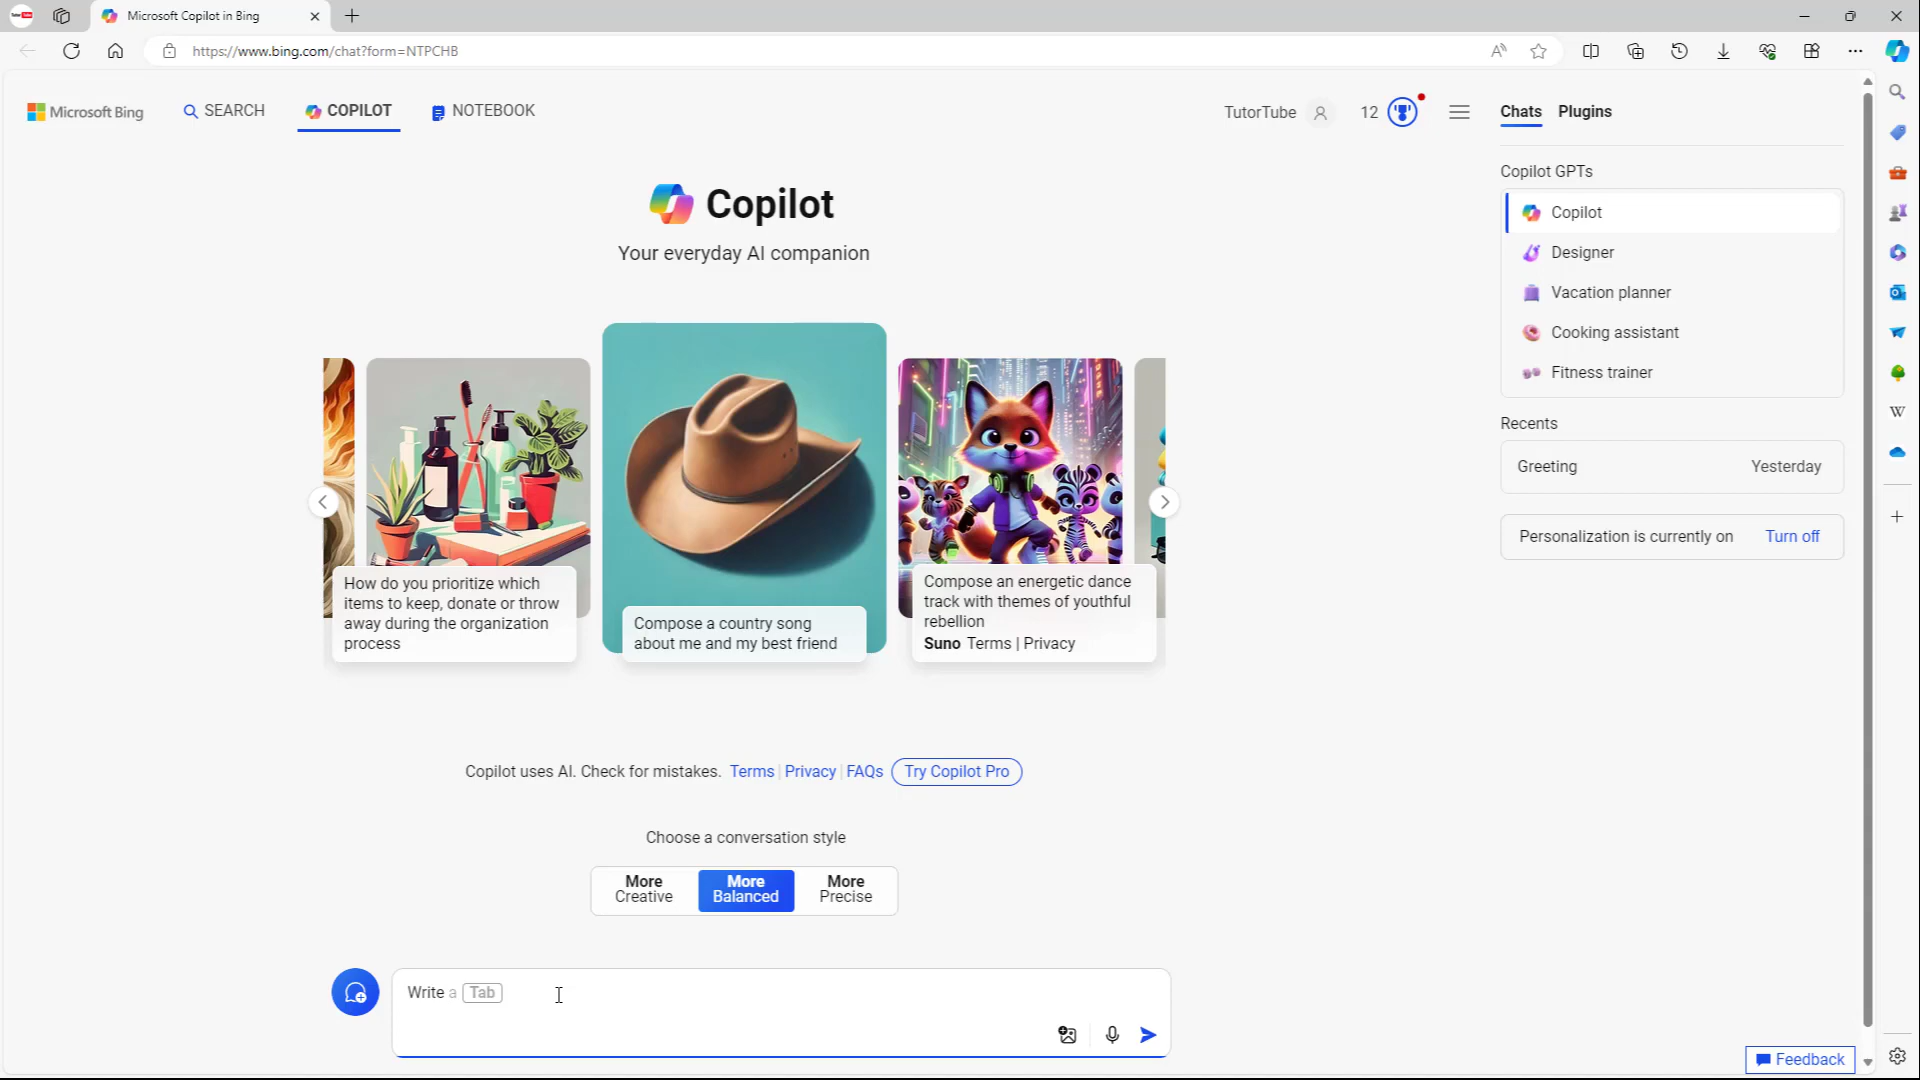 Microsoft Copilot in Bing
https://www.bing.com/chat?form=NTPCHB
Microsoft Bing
SEARCH
COPILOT
NOTEBOOK
TutorTube
12
Chats
Plugins
Copilot
Your everyday AI companion
Copilot GPTs
Copilot
Designer
Vacation planner
Cooking assistant
Fitness trainer
Recents
Greeting
Yesterday
Personalization is currently on
Turn off
How do you prioritize which
items to keep, donate or throw
away during the organization
process
Compose a country song
about me and my best friend
Compose an energetic dance
track with themes of youthful
rebellion
Suno Terms | Privacy
Copilot uses AI. Check for mistakes. Terms | Privacy | FAQs
Try Copilot Pro
Choose a conversation style
More
Creative
More
Balanced
More
Precise
Write a Tab
Feedback
W